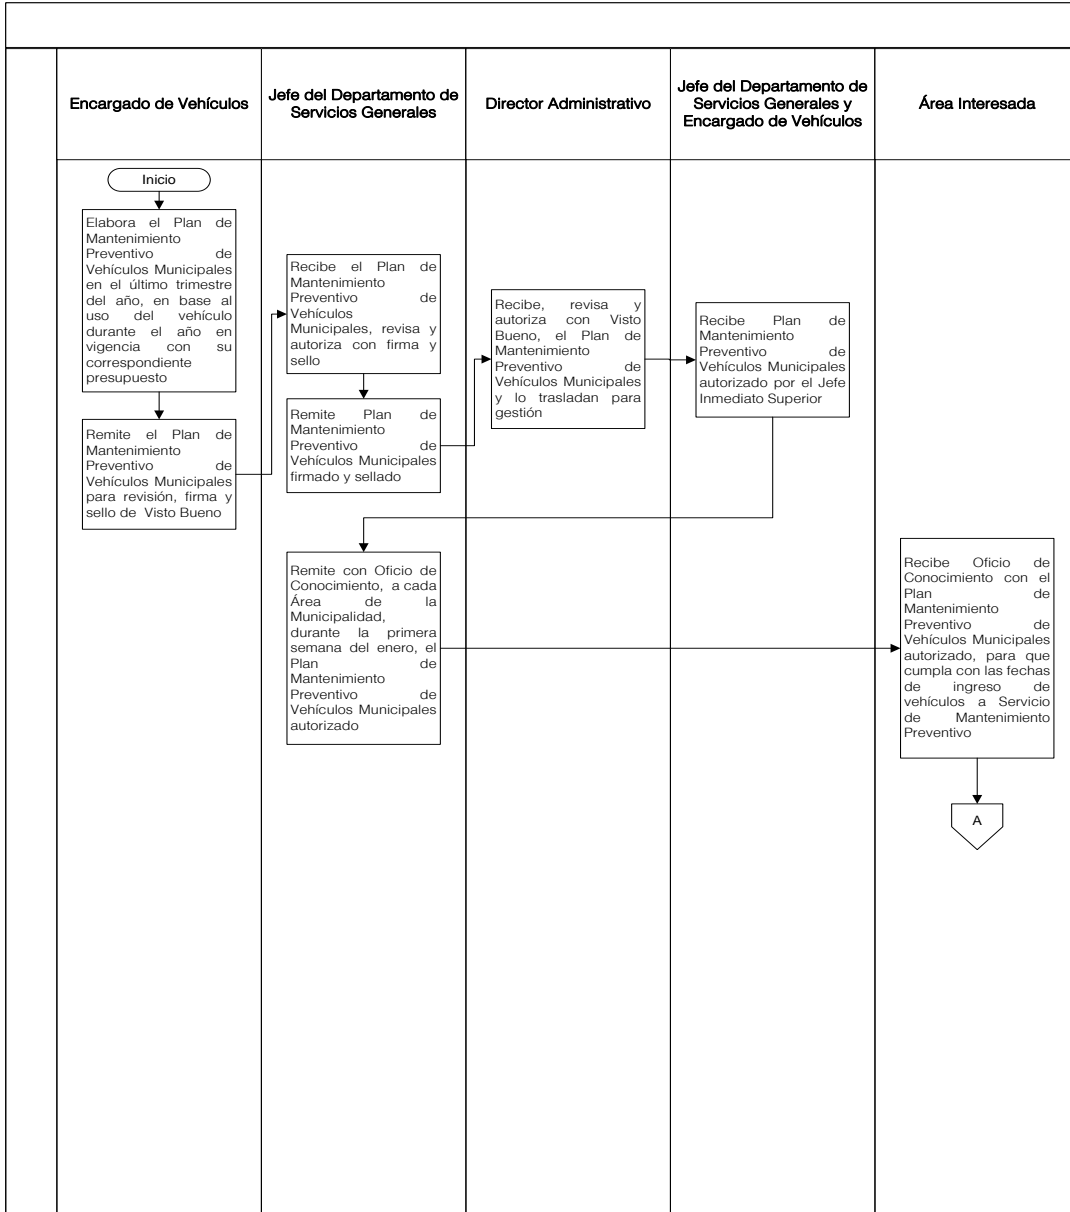 Encargado de Vehículos
Jefe del Departamento de
Servicios Generales
Director Administrativo
Jefe del Departamento de
Servicios Generales y
Encargado de Vehículos
Área Interesada
Inicio
Elabora el Plan de
Mantenimiento
Preventivo de
Vehículos Municipales
en el último trimestre
del año, en base al
uso del vehículo
durante el año en
vigencia con su
correspondiente
presupuesto
Remite el Plan de
Mantenimiento
Preventivo de
Vehículos Municipales
para revisión, firma y
sello de Visto Bueno
Recibe el Plan de
Mantenimiento
Preventivo de
Vehículos
Municipales, revisa y
autoriza con firma y
sello
Remite Plan de
Mantenimiento
Preventivo de
Vehículos Municipales
firmado y sellado
Recibe, revisa y
autoriza con Visto
Bueno, el Plan de
Mantenimiento
Preventivo de
Vehículos Municipales
y lo trasladan para
gestión
Recibe Plan de
Mantenimiento
Preventivo de
Vehículos Municipales
autorizado por el Jefe
Inmediato Superior
Remite con Oficio de
Conocimiento, a cada
Área de la
Municipalidad,
durante la primera
semana del enero, el
Plan de
Mantenimiento
Preventivo de
Vehículos Municipales
autorizado
Recibe Oficio de
Conocimiento con el
Plan de
Mantenimiento
Preventivo de
Vehículos Municipales
autorizado, para que
cumpla con las fechas
de ingreso de
vehículos a Servicio
de Mantenimiento
Preventivo
A